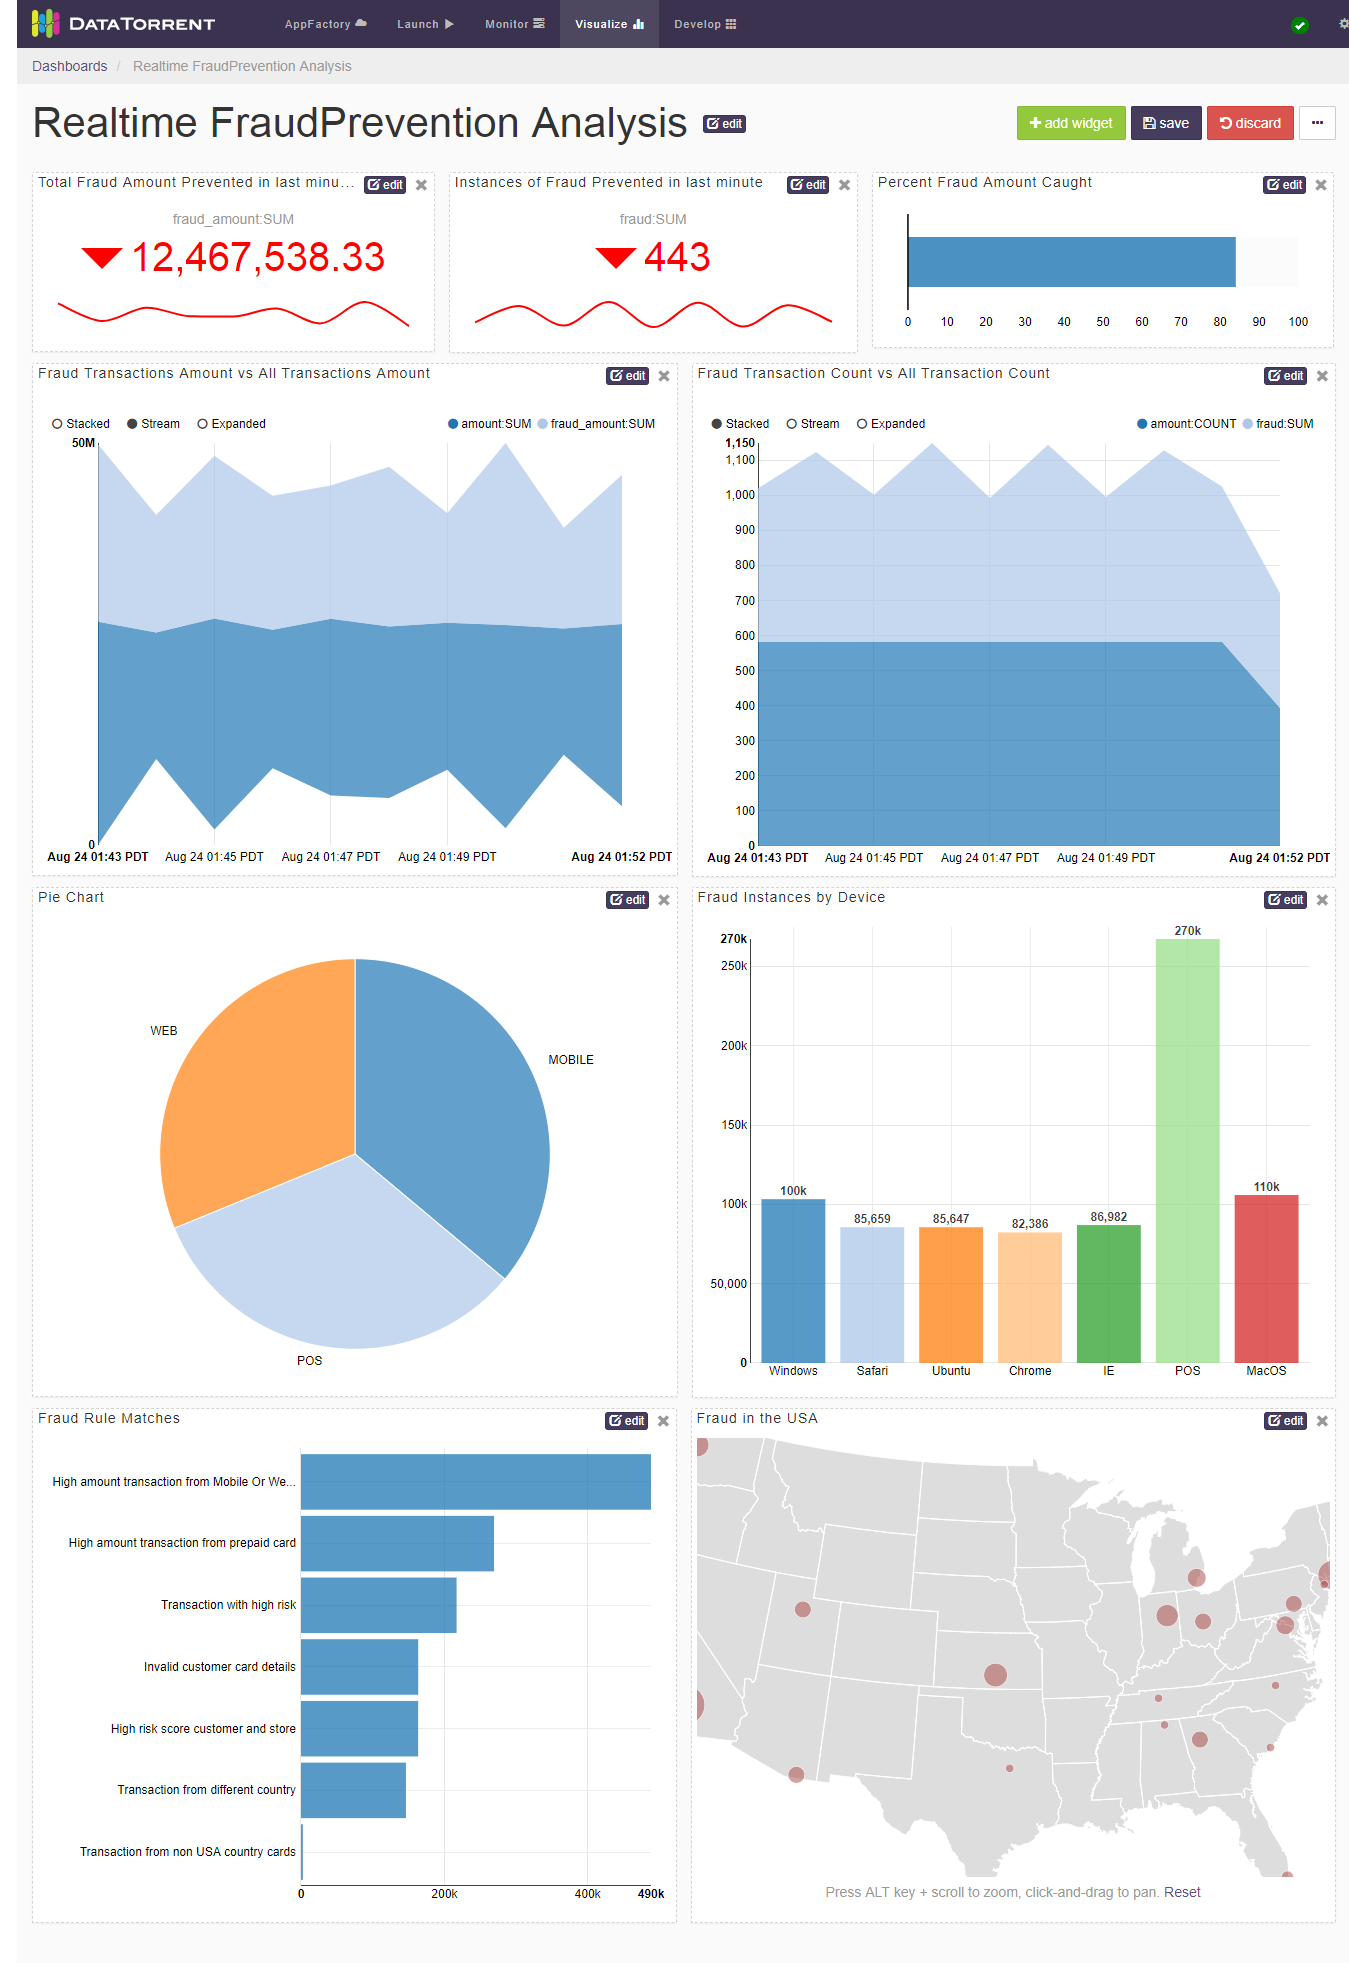 DATATORRENT AppFactory Launch Monitor Visualize Develop
Dashboards / Realtime FraudPrevention Analysis
Realtime FraudPrevention Analysis edit
+ add widget save discard ...
Total Fraud Amount Prevented in last minu... edit
fraud_amount:SUM
12,467,538.33
Instances of Fraud Prevented in last minute edit
fraud:SUM
443
Percent Fraud Amount Caught edit
0 10 20 30 40 50 60 70 80 90 100
Fraud Transactions Amount vs All Transactions Amount edit
Stacked Stream Expanded amount:SUM fraud_amount:SUM
50M
0
Aug 24 01:43 PDT Aug 24 01:45 PDT Aug 24 01:47 PDT Aug 24 01:49 PDT Aug 24 01:52 PDT
Fraud Transaction Count vs All Transaction Count edit
Stacked Stream Expanded amount:COUNT fraud:SUM
1,150
1,100
1,000
900
800
700
600
500
400
300
200
100
0
Aug 24 01:43 PDT Aug 24 01:45 PDT Aug 24 01:47 PDT Aug 24 01:49 PDT Aug 24 01:52 PDT
Pie Chart edit
WEB
MOBILE
POS
Fraud Instances by Device edit
270k
270k
250k
200k
150k
110k
100k
100k
86,982
85,659
85,647
82,386
50,000
0
Windows Safari Ubuntu Chrome IE POS MacOS
Fraud Rule Matches edit
High amount transaction from Mobile Or We...
High amount transaction from prepaid card
Transaction with high risk
Invalid customer card details
High risk score customer and store
Transaction from different country
Transaction from non USA country cards
0 200k 400k 490k
Fraud in the USA edit
Press ALT key + scroll to zoom, click-and-drag to pan. Reset